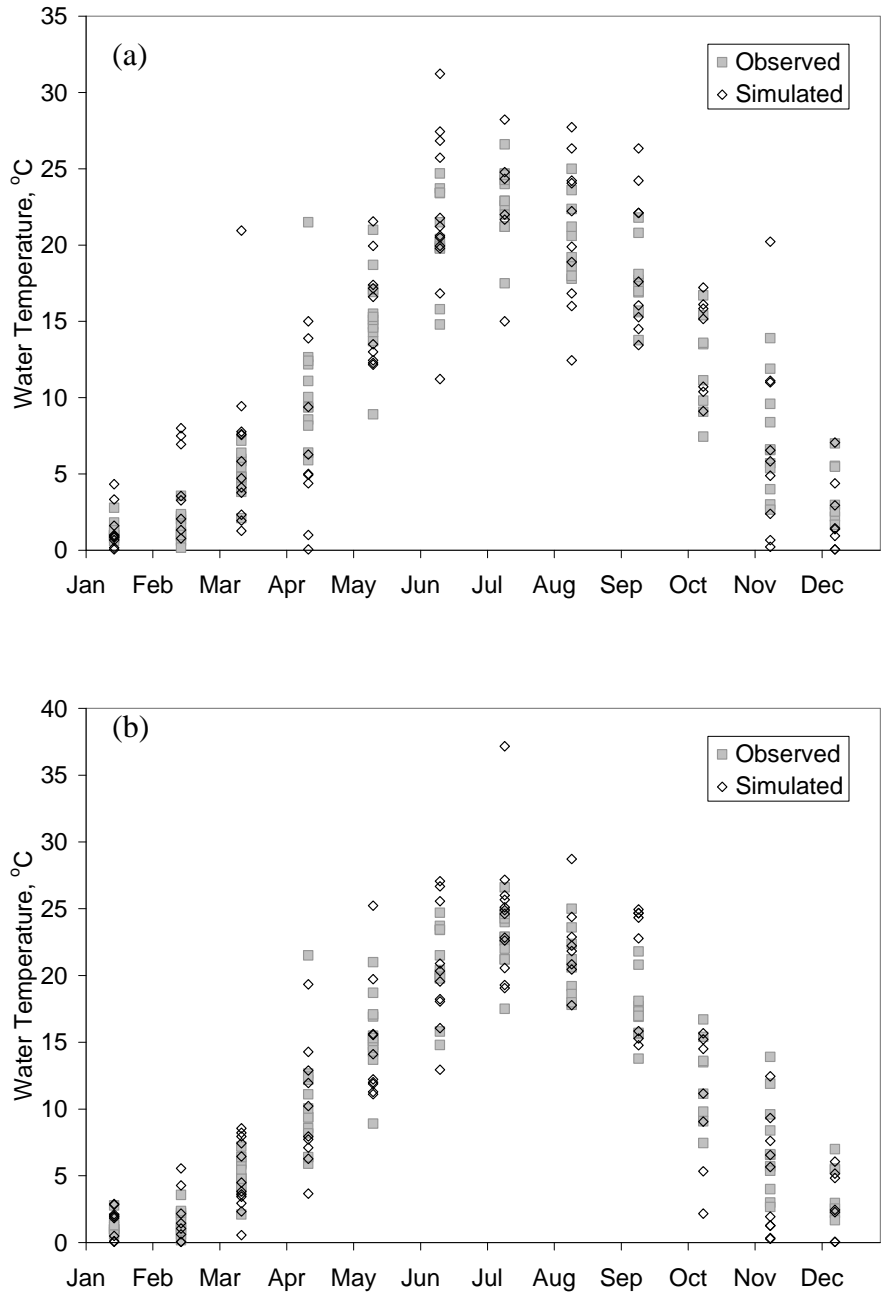 35
(a)
Observed
Simulated
30
25
20
15
10
5
0
Water Temperature, °C
Jan Feb Mar Apr May Jun Jul Aug Sep Oct Nov Dec
40
(b)
Observed
Simulated
35
30
25
20
15
10
5
0
Water Temperature, °C
Jan Feb Mar Apr May Jun Jul Aug Sep Oct Nov Dec